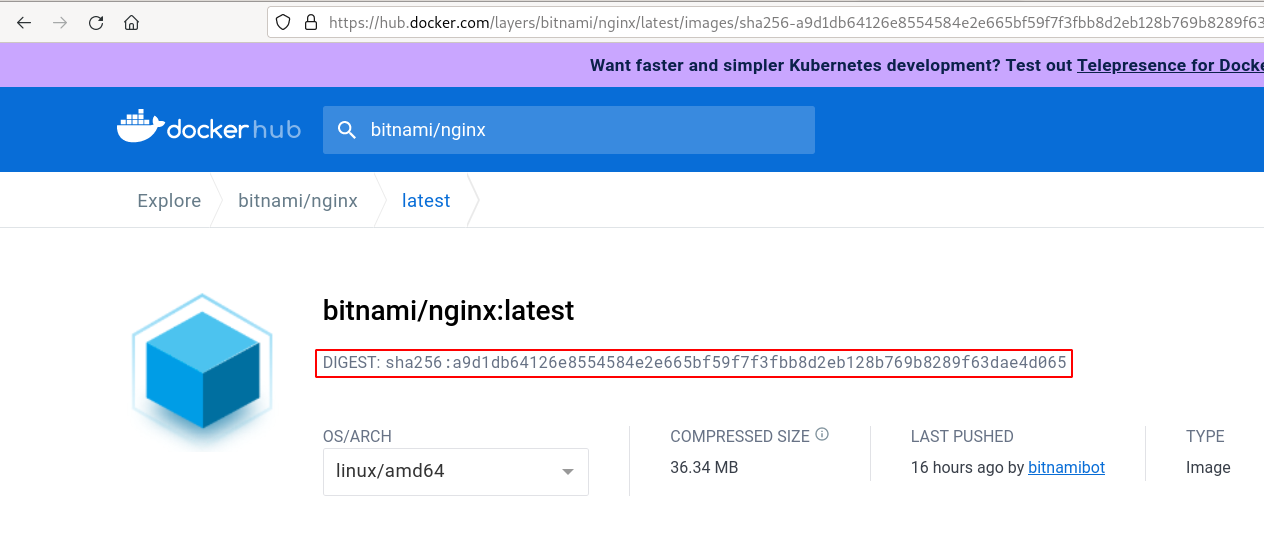 https://hub.docker.com/layers/bitnami/nginx/latest/images/sha256-a9d1db64126e8554584e2e665bf59f7f3fbb8d2eb128b769b8289f63
Want faster and simpler Kubernetes development? Test out Telepresence for Docke
docker hub
bitnami/nginx
Explore bitnami/nginx latest
bitnami/nginx:latest
DIGEST: sha256:a9d1db64126e8554584e2e665bf59f7f3fbb8d2eb128b769b8289f63dae4d065
OS/ARCH COMPRESSED SIZE LAST PUSHED TYPE
linux/amd64 36.34 MB 16 hours ago by bitnamibot Image